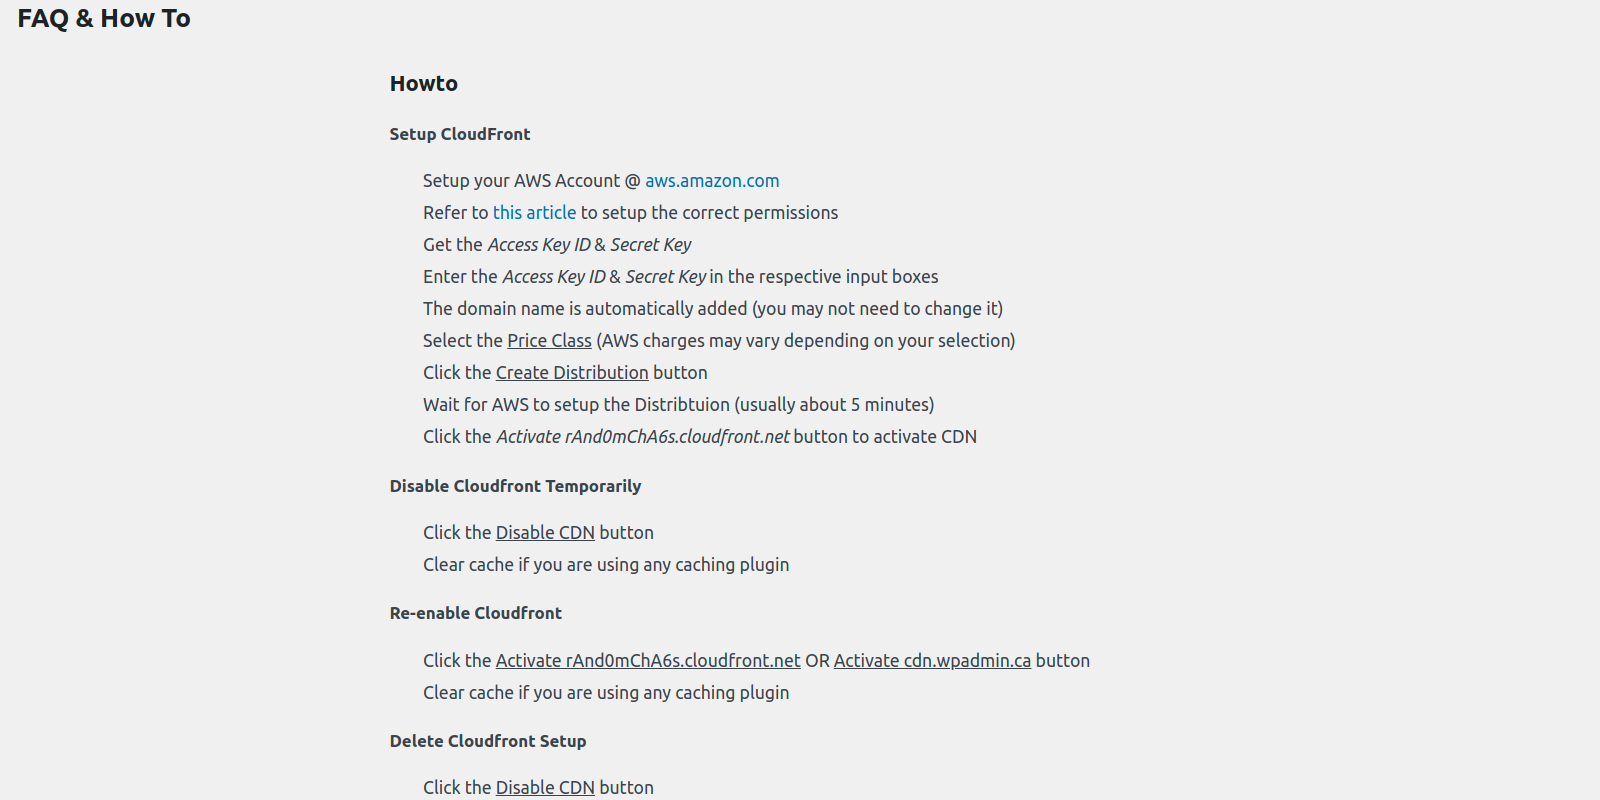 FAQ & How To
Howto
Setup CloudFront
Setup your AWS Account @ aws.amazon.com
Refer to this article to setup the correct permissions
Get the Access Key ID & Secret Key
Enter the Access Key ID & Secret Key in the respective input boxes
The domain name is automatically added (you may not need to change it)
Select the Price Class (AWS charges may vary depending on your selection)
Click the Create Distribution button
Wait for AWS to setup the Distribtuion (usually about 5 minutes)
Click the Activate rAnd0mChA6s.cloudfront.net button to activate CDN
Disable Cloudfront Temporarily
Click the Disable CDN button
Clear cache if you are using any caching plugin
Re-enable Cloudfront
Click the Activate rAnd0mChA6s.cloudfront.net OR Activate cdn.wpadmin.ca button
Clear cache if you are using any caching plugin
Delete Cloudfront Setup
Click the Disable CDN button